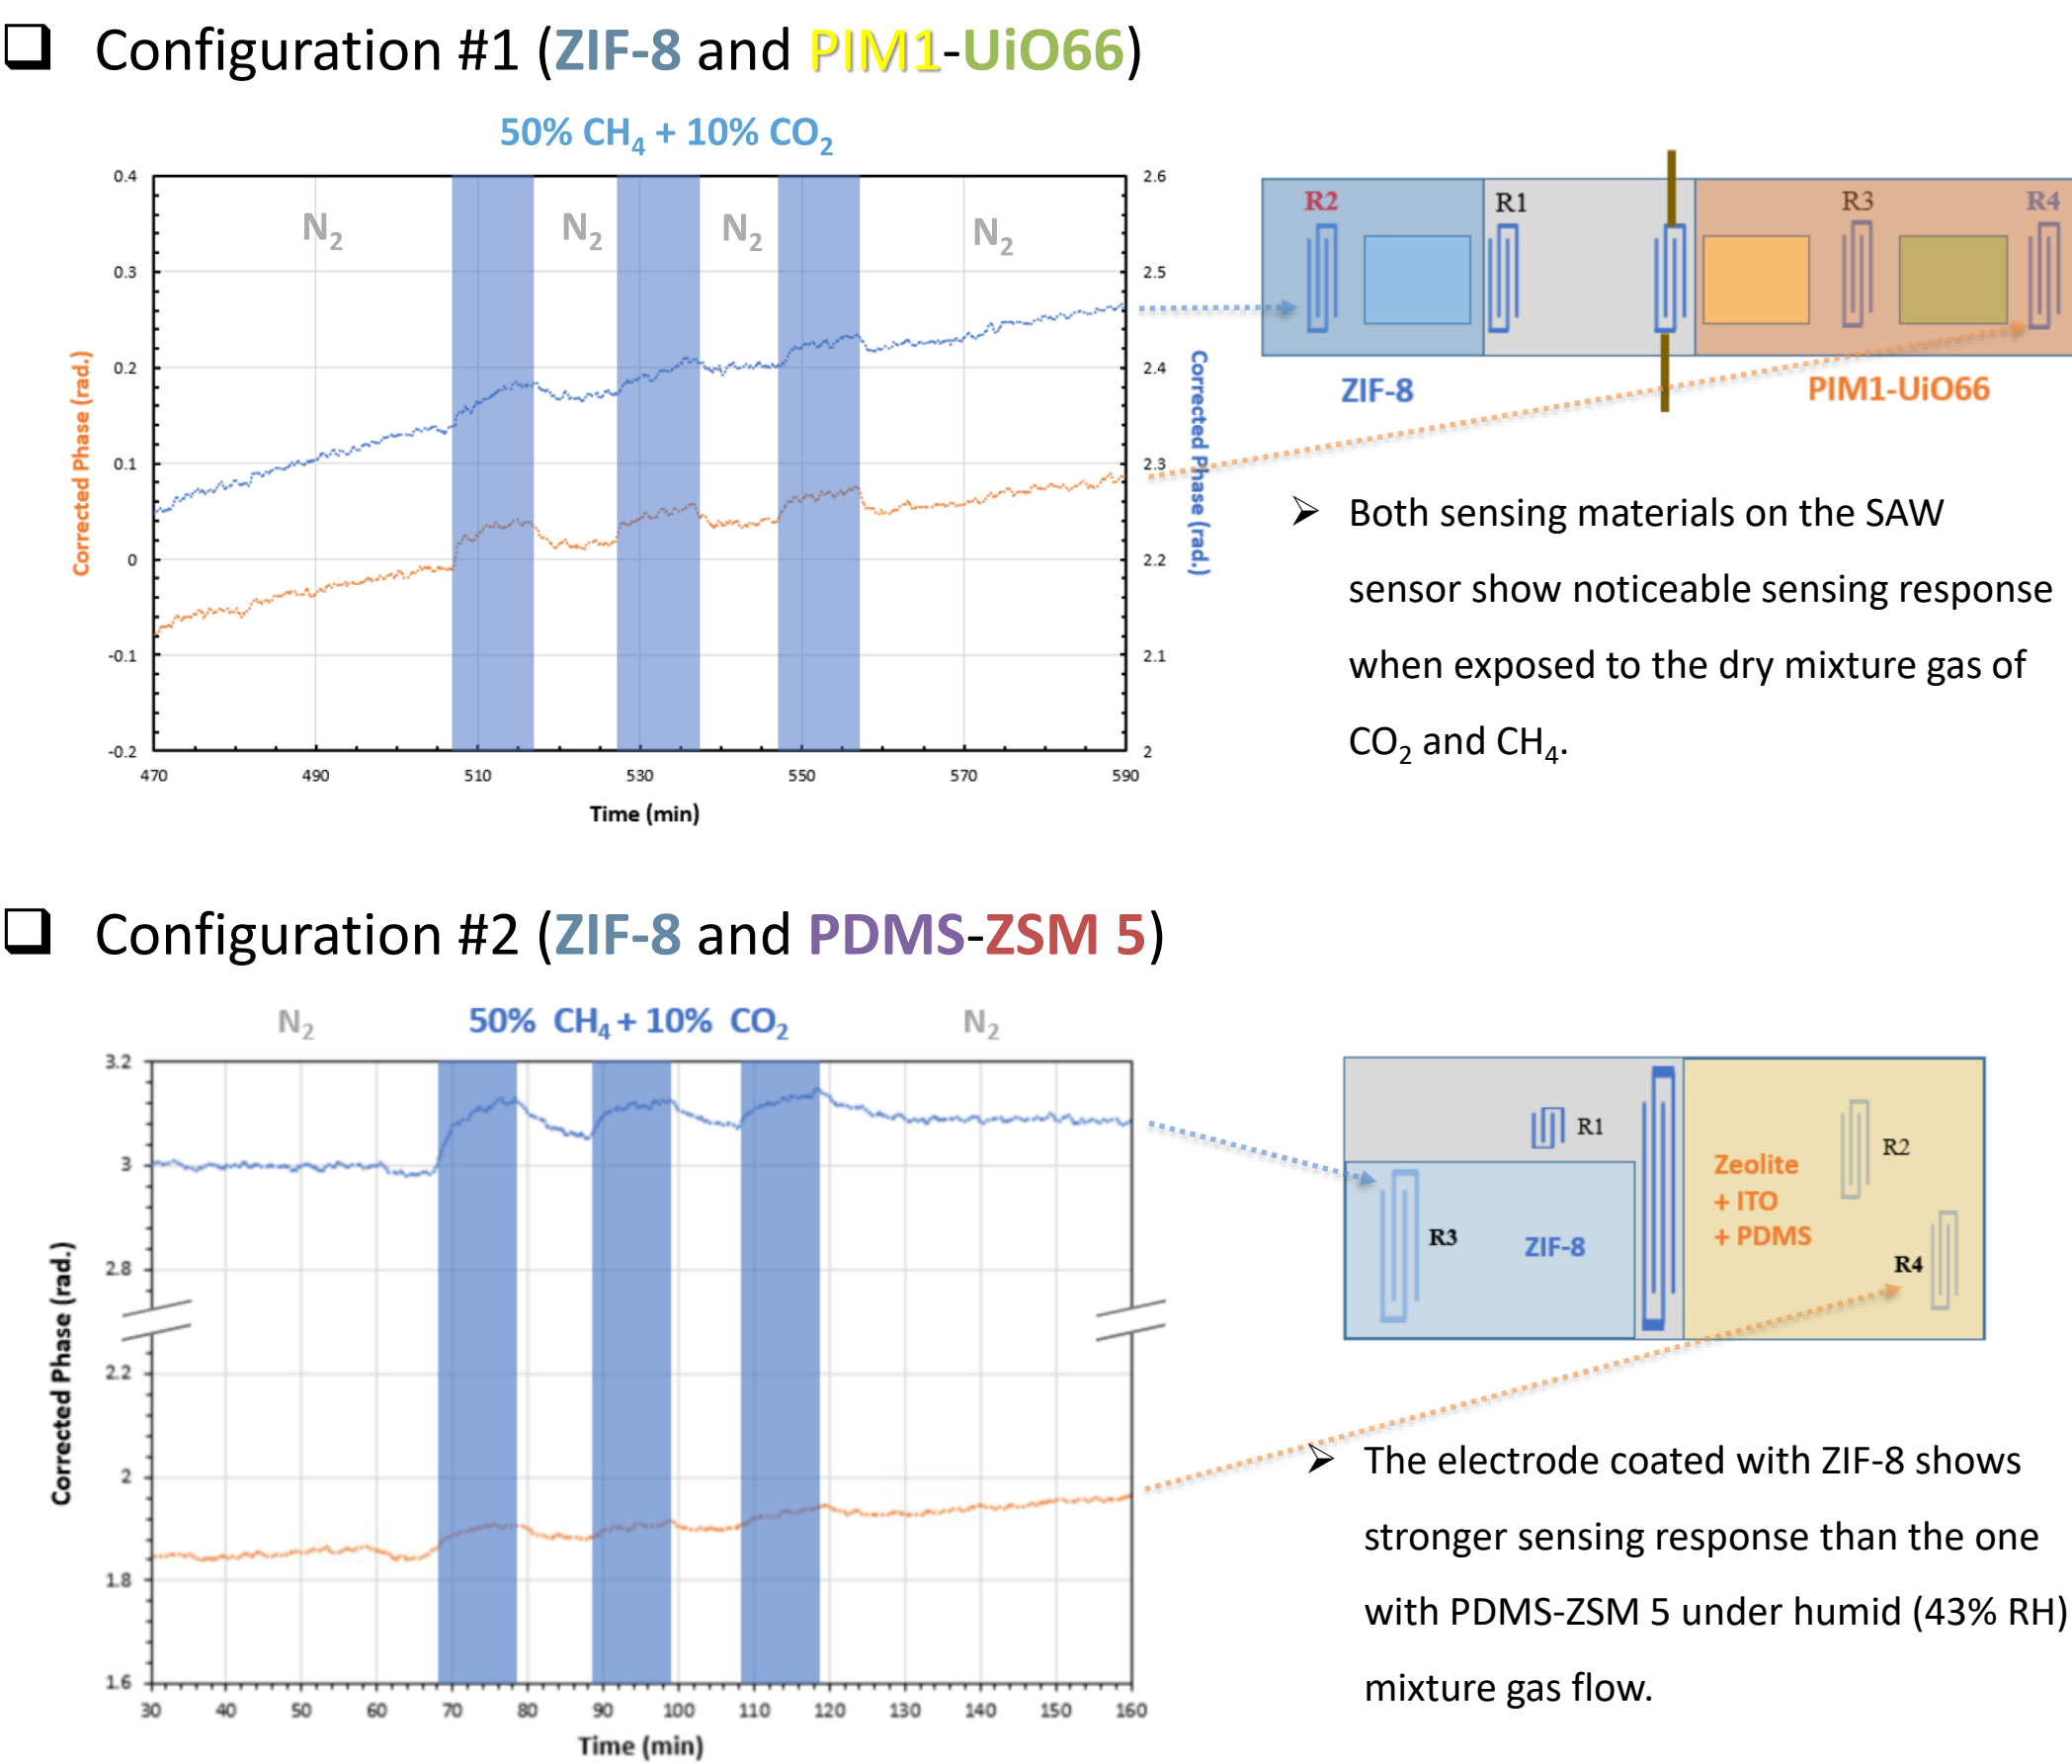 Configuration #1 (ZIF-8 and PIM1-UiO66)
50% CH4 + 10% CO2
N2 N2 N2 N2
0.4
0.3
0.2
0.1
0
-0.1
-0.2
Corrected Phase (rad.)
2.6
2.5
2.4
2.3
2.2
2.1
2
Corrected Phase (rad.)
470 490 510 530 550 570 590
Time (min)
R2 R1 R3 R4
ZIF-8 PIM1-UiO66
➢ Both sensing materials on the SAW
sensor show noticeable sensing response
when exposed to the dry mixture gas of
CO2 and CH4.
Configuration #2 (ZIF-8 and PDMS-ZSM 5)
N2 50% CH4 + 10% CO2 N2
3.2
3
2.8
2.2
2
1.8
1.6
Corrected Phase (rad.)
30 40 50 60 70 80 90 100 110 120 130 140 150 160
Time (min)
R1
R2
Zeolite
+ ITO
+ PDMS
R3 ZIF-8
R4
➢ The electrode coated with ZIF-8 shows
stronger sensing response than the one
with PDMS-ZSM 5 under humid (43% RH)
mixture gas flow.